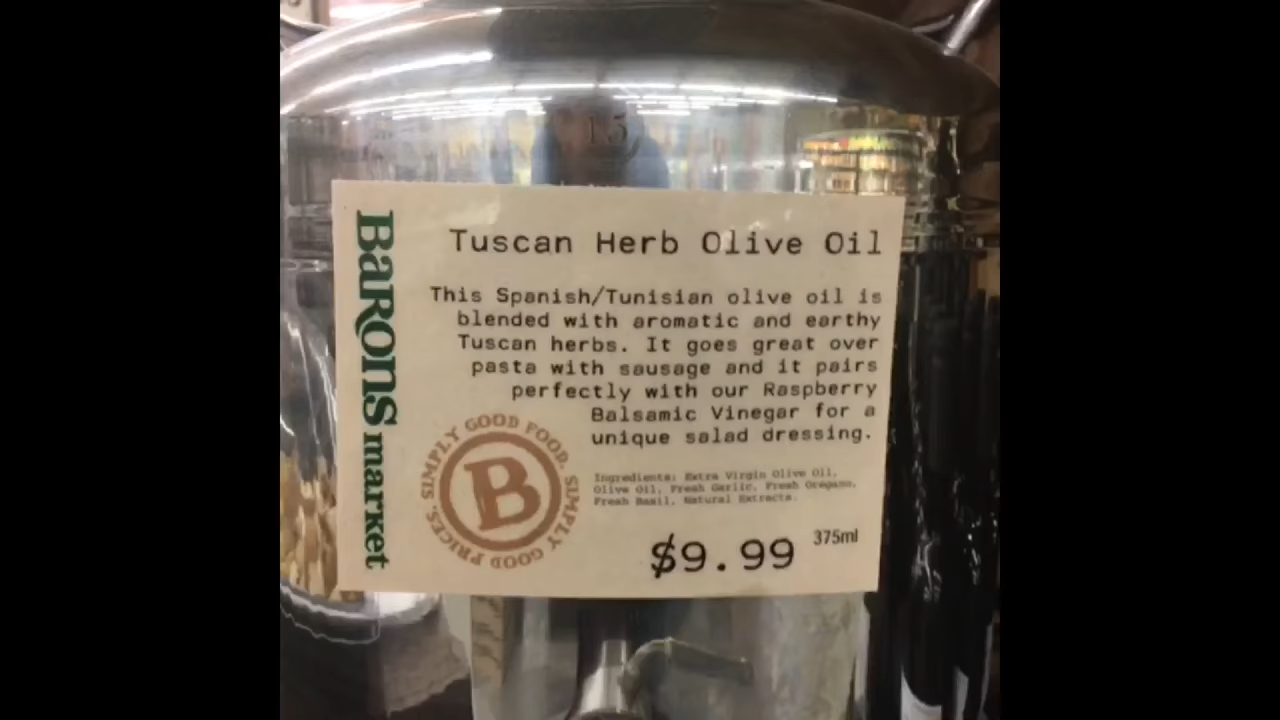 15
Barons market
Tuscan Herb Olive Oil
This Spanish/Tunisian olive oil is
blended with aromatic and earthy
Tuscan herbs. It goes great over
pasta with sausage and it pairs
perfectly with our Raspberry
Balsamic Vinegar for a
unique salad dressing.
SIMPLY GOOD FOOD. SIMPLY GOOD PRICES.
B
Ingredients: Extra Virgin Olive Oil,
Olive Oil, Fresh Garlic, Fresh Oregano,
Fresh Basil, Natural Extracts.
$9.99 375ml